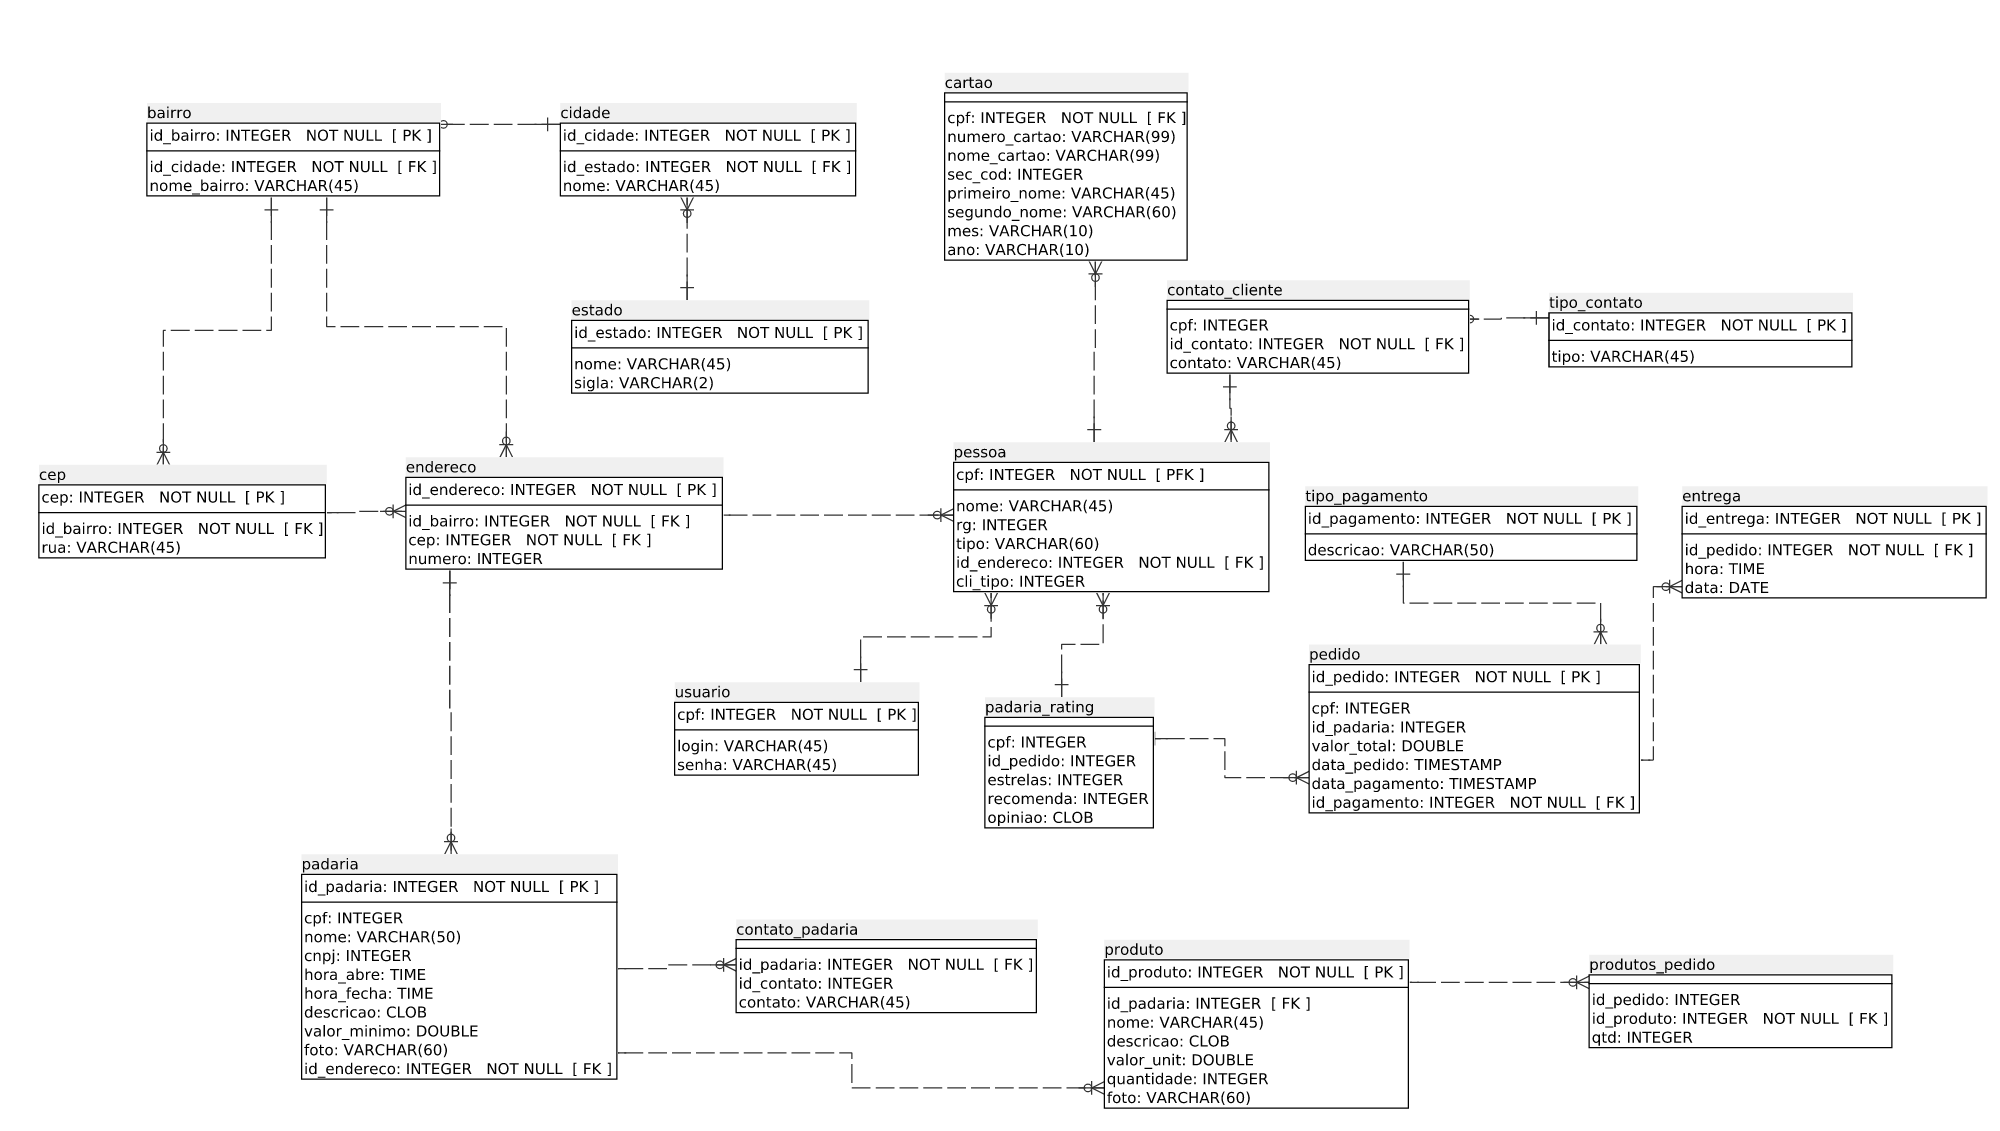 cartao
cpf: INTEGER   NOT NULL  [ FK ]
numero_cartao: VARCHAR(99)
nome_cartao: VARCHAR(99)
sec_cod: INTEGER
primeiro_nome: VARCHAR(45)
segundo_nome: VARCHAR(60)
mes: VARCHAR(10)
ano: VARCHAR(10)
bairro
id_bairro: INTEGER   NOT NULL  [ PK ]
id_cidade: INTEGER   NOT NULL  [ FK ]
nome_bairro: VARCHAR(45)
cidade
id_cidade: INTEGER   NOT NULL  [ PK ]
id_estado: INTEGER   NOT NULL  [ FK ]
nome: VARCHAR(45)
contato_cliente
cpf: INTEGER
id_contato: INTEGER   NOT NULL  [ FK ]
contato: VARCHAR(45)
tipo_contato
id_contato: INTEGER   NOT NULL  [ PK ]
tipo: VARCHAR(45)
estado
id_estado: INTEGER   NOT NULL  [ PK ]
nome: VARCHAR(45)
sigla: VARCHAR(2)
cep
cep: INTEGER   NOT NULL  [ PK ]
id_bairro: INTEGER   NOT NULL  [ FK ]
rua: VARCHAR(45)
endereco
id_endereco: INTEGER   NOT NULL  [ PK ]
id_bairro: INTEGER   NOT NULL  [ FK ]
cep: INTEGER   NOT NULL  [ FK ]
numero: INTEGER
pessoa
cpf: INTEGER   NOT NULL  [ PFK ]
nome: VARCHAR(45)
rg: INTEGER
tipo: VARCHAR(60)
id_endereco: INTEGER   NOT NULL  [ FK ]
cli_tipo: INTEGER
tipo_pagamento
id_pagamento: INTEGER   NOT NULL  [ PK ]
descricao: VARCHAR(50)
entrega
id_entrega: INTEGER   NOT NULL  [ PK ]
id_pedido: INTEGER   NOT NULL  [ FK ]
hora: TIME
data: DATE
usuario
cpf: INTEGER   NOT NULL  [ PK ]
login: VARCHAR(45)
senha: VARCHAR(45)
padaria_rating
cpf: INTEGER
id_pedido: INTEGER
estrelas: INTEGER
recomenda: INTEGER
opiniao: CLOB
pedido
id_pedido: INTEGER   NOT NULL  [ PK ]
cpf: INTEGER
id_padaria: INTEGER
valor_total: DOUBLE
data_pedido: TIMESTAMP
data_pagamento: TIMESTAMP
id_pagamento: INTEGER   NOT NULL  [ FK ]
padaria
id_padaria: INTEGER   NOT NULL  [ PK ]
cpf: INTEGER
nome: VARCHAR(50)
cnpj: INTEGER
hora_abre: TIME
hora_fecha: TIME
descricao: CLOB
valor_minimo: DOUBLE
foto: VARCHAR(60)
id_endereco: INTEGER   NOT NULL  [ FK ]
contato_padaria
id_padaria: INTEGER   NOT NULL  [ FK ]
id_contato: INTEGER
contato: VARCHAR(45)
produto
id_produto: INTEGER   NOT NULL  [ PK ]
id_padaria: INTEGER  [ FK ]
nome: VARCHAR(45)
descricao: CLOB
valor_unit: DOUBLE
quantidade: INTEGER
foto: VARCHAR(60)
produtos_pedido
id_pedido: INTEGER
id_produto: INTEGER   NOT NULL  [ FK ]
qtd: INTEGER